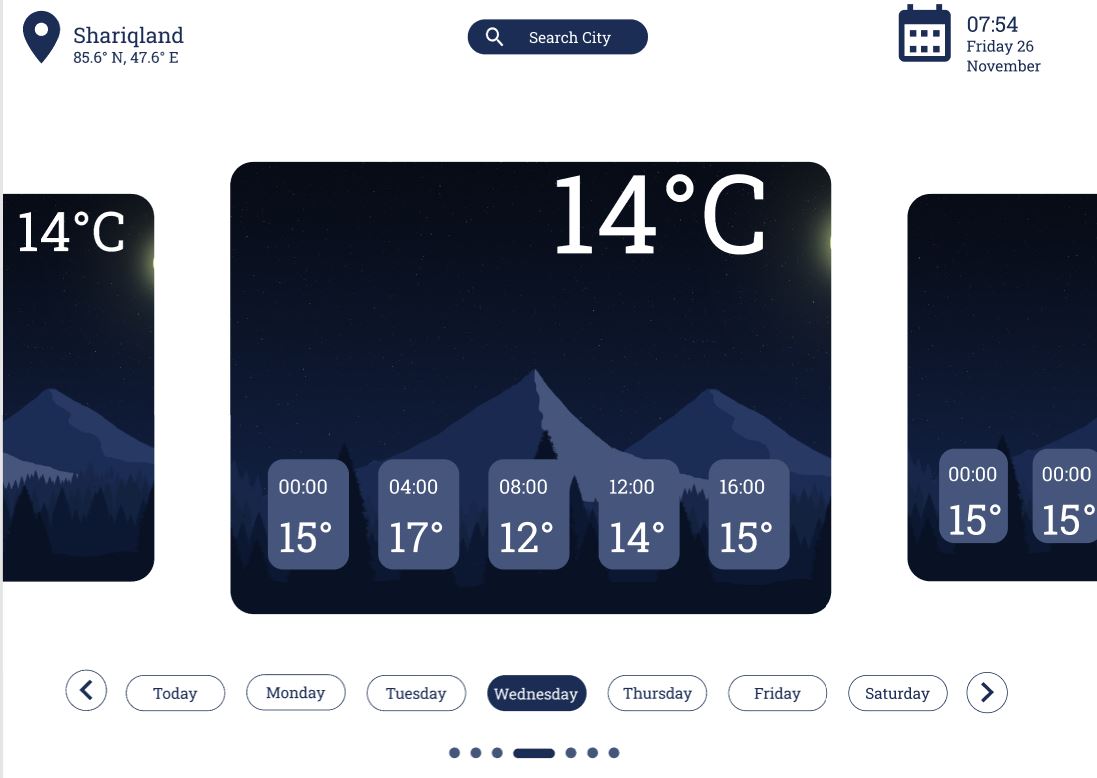 Shariqland
85.6° N, 47.6° E
Search City
07:54
Friday 26
November
14°C
14°C
00:00
15°
04:00
17°
08:00
12°
12:00
14°
16:00
15°
00:00
15°
00:00
15°
Today
Monday
Tuesday
Wednesday
Thursday
Friday
Saturday